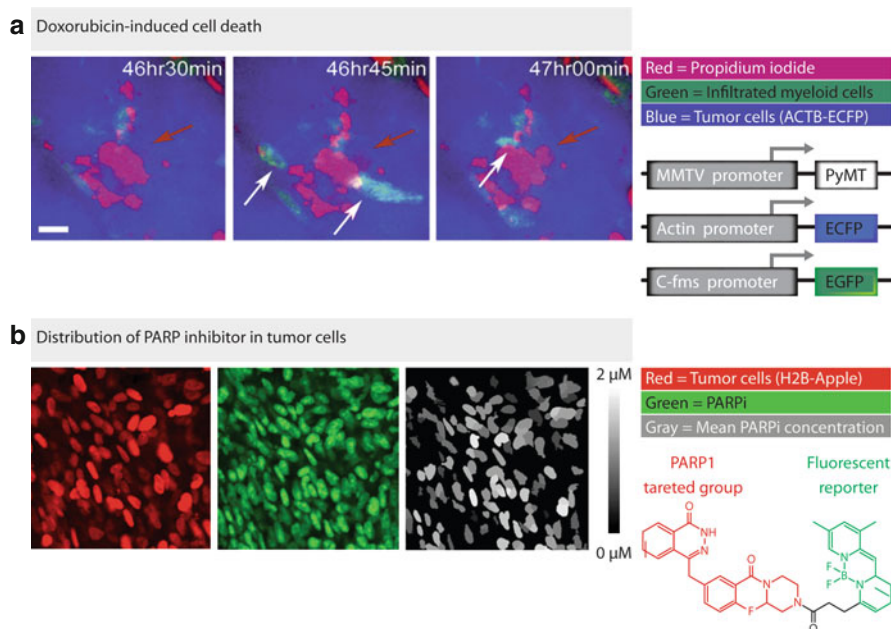 a
Doxorubicin-induced cell death
46hr30min
46hr45min
47hr00min
Red = Propidium iodide
Green = Infiltrated myeloid cells
Blue = Tumor cells (ACTB-ECFP)
MMTV promoter
PyMT
Actin promoter
ECFP
C-fms promoter
EGFP
b
Distribution of PARP inhibitor in tumor cells
2 μM
0 μM
Red = Tumor cells (H2B-Apple)
Green = PARPi
Gray = Mean PARPi concentration
PARP1
tareted group
Fluorescent
reporter
O
NH
N
O
F
N
N
O
F
F
B
N
N